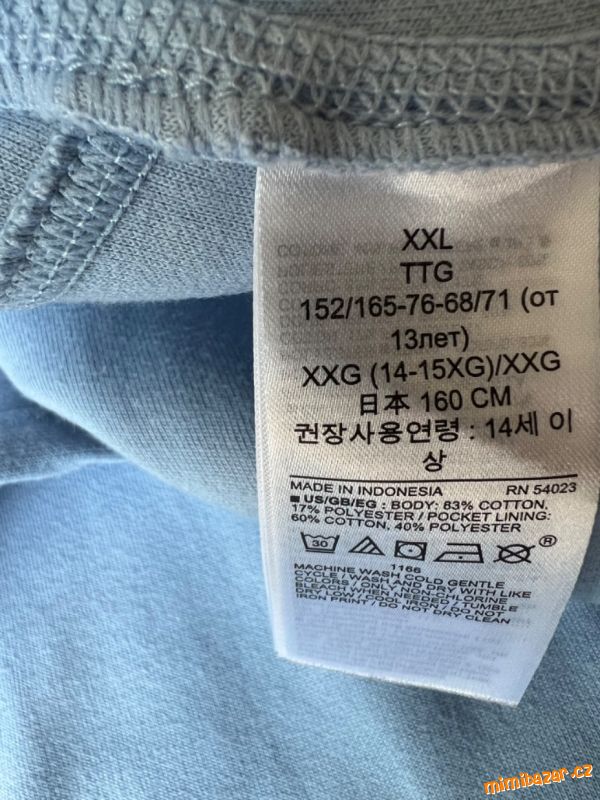 XXL
TTG
152/165-76-68/71 (от
13лет)
XXG (14-15XG)/XXG
日本 160 CM
권장사용연령 : 14세 이
상
MADE IN INDONESIA RN 54023
■ US/GB/EG : BODY: 83% COTTON,
17% POLYESTER / POCKET LINING:
60% COTTON, 40% POLYESTER
30 ®
1166
MACHINE WASH COLD GENTLE
CYCLE / WASH AND DRY WITH LIKE
COLORS / ONLY NON-CHLORINE
BLEACH WHEN NEEDED / TUMBLE
DRY LOW / COOL IRON / DO NOT
IRON PRINT / DO NOT DRY CLEAN
mimibazar.cz